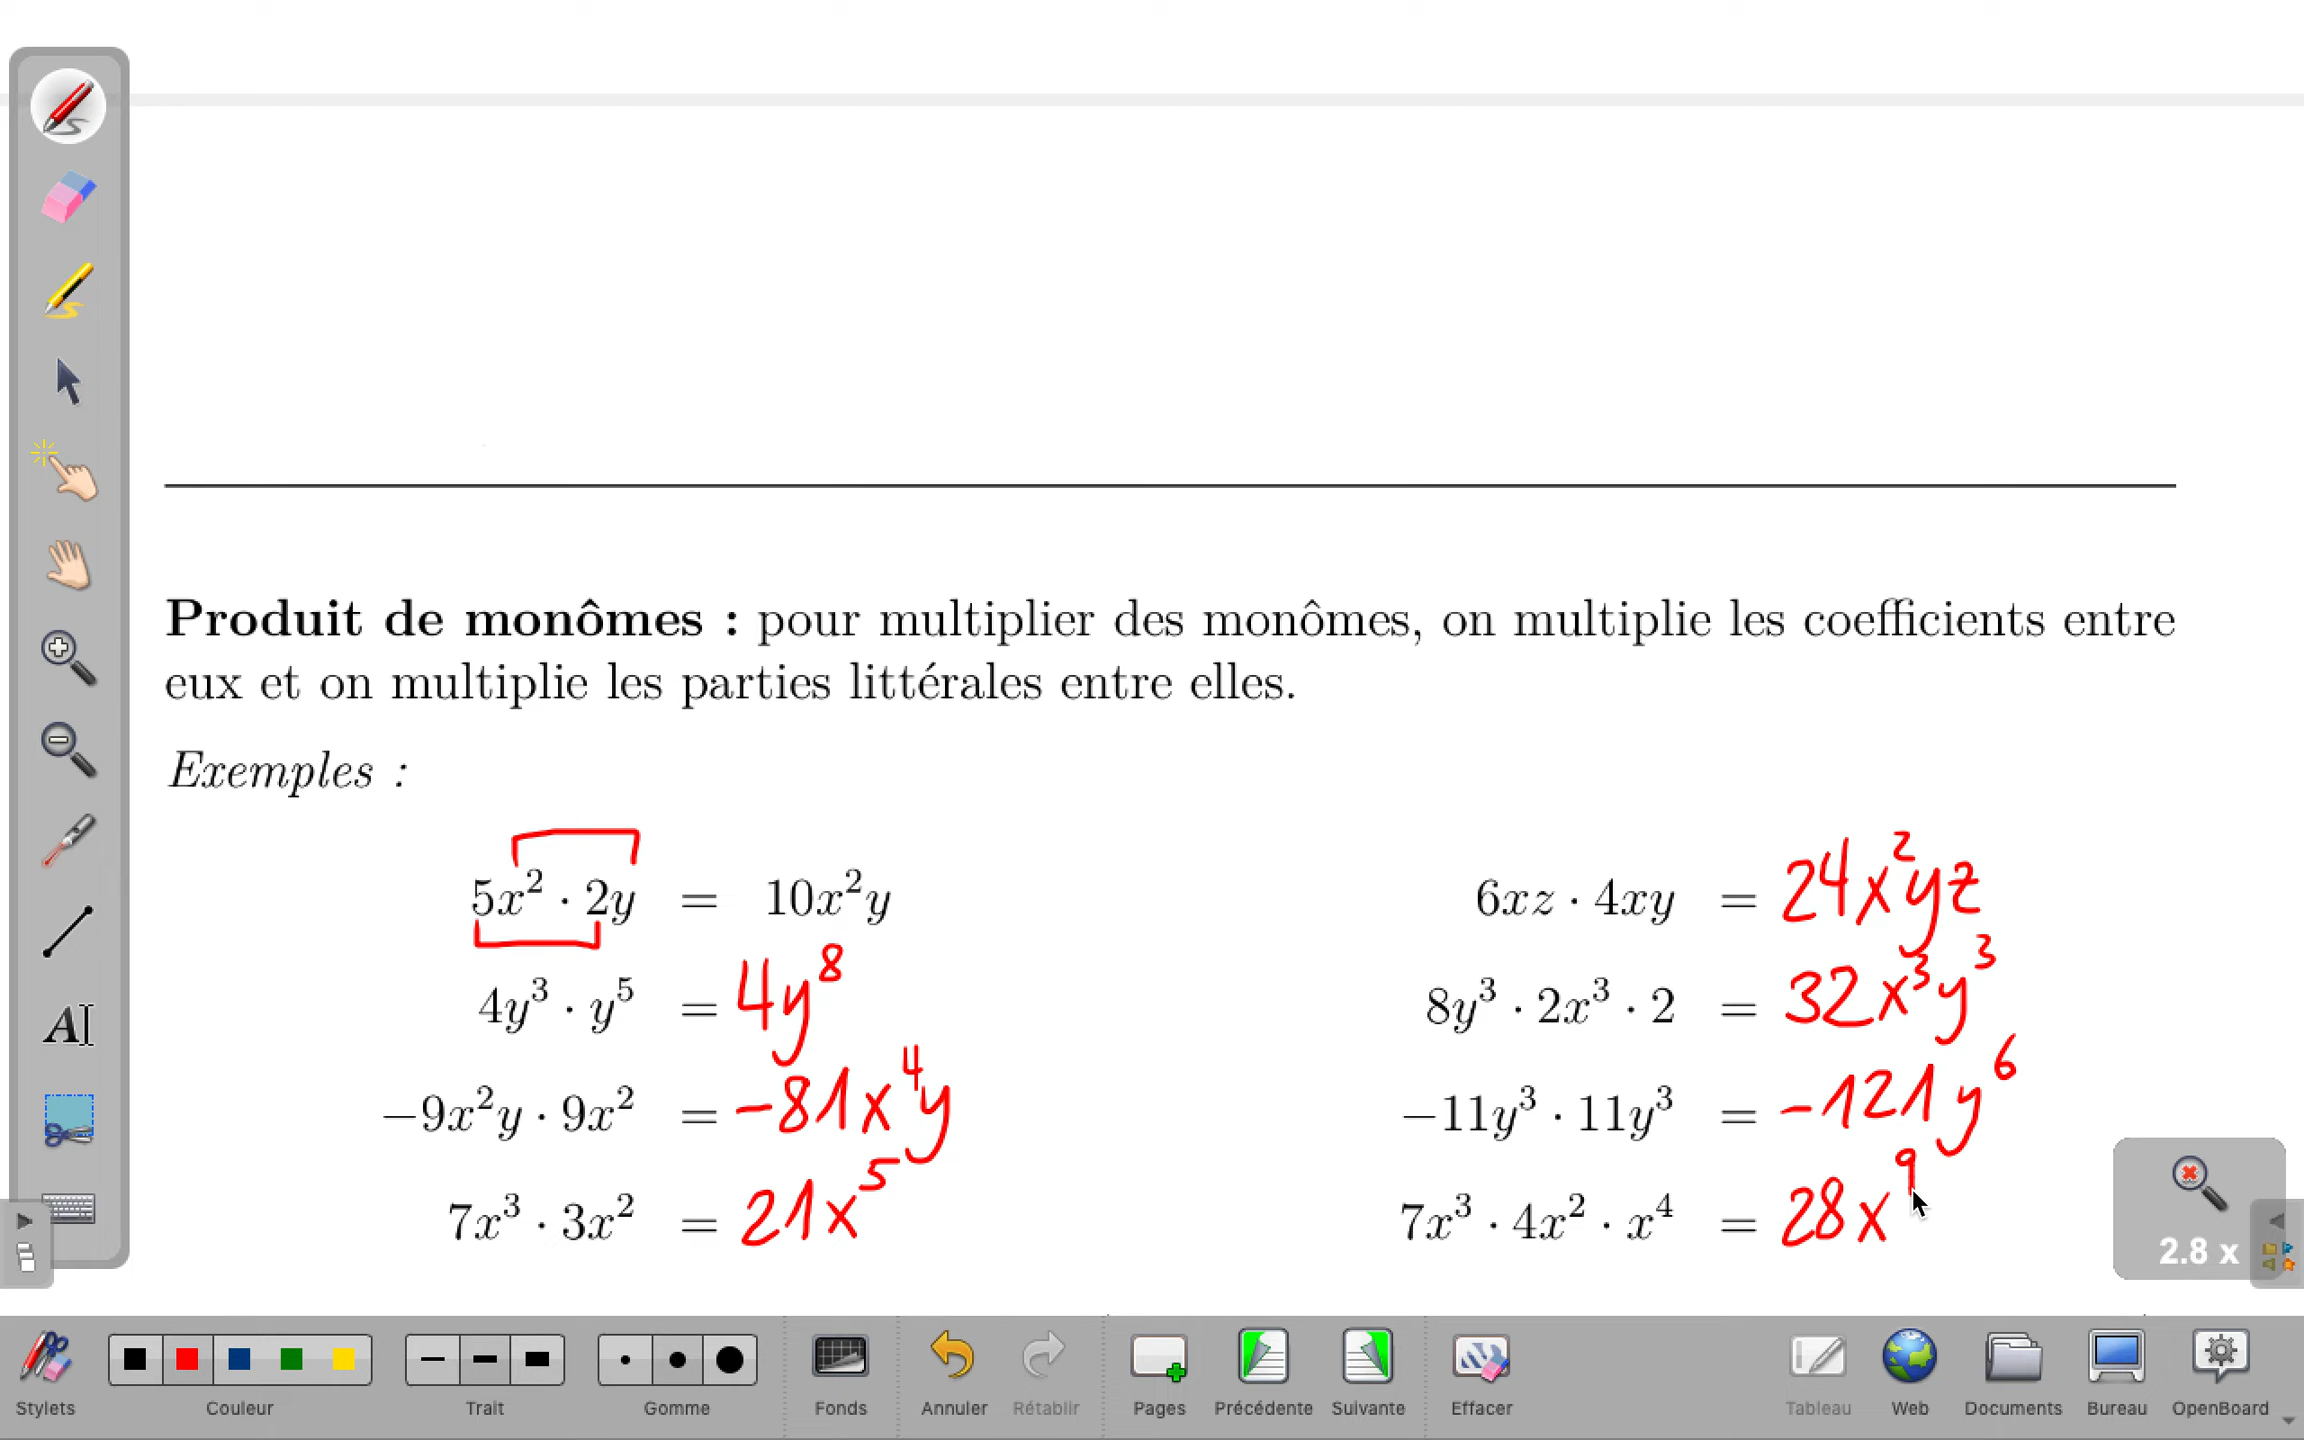 Produit de monômes : pour multiplier des monômes, on multiplie les coefficients entre
eux et on multiplie les parties littérales entre elles.
Exemples :
5x² · 2y = 10x²y
6xz · 4xy = 24x²yz
4y³ · y⁵ = 4y⁸
8y³ · 2x³ · 2 = 32x³y³
−9x²y · 9x² = −81x⁴y
−11y³ · 11y³ = −121y⁶
7x³ · 3x² = 21x⁵
7x³ · 4x² · x⁴ = 28x⁹
2.8 x
Stylets Couleur Trait Gomme Fonds Annuler Rétablir Pages Précédente Suivante Effacer Tableau Web Documents Bureau OpenBoard